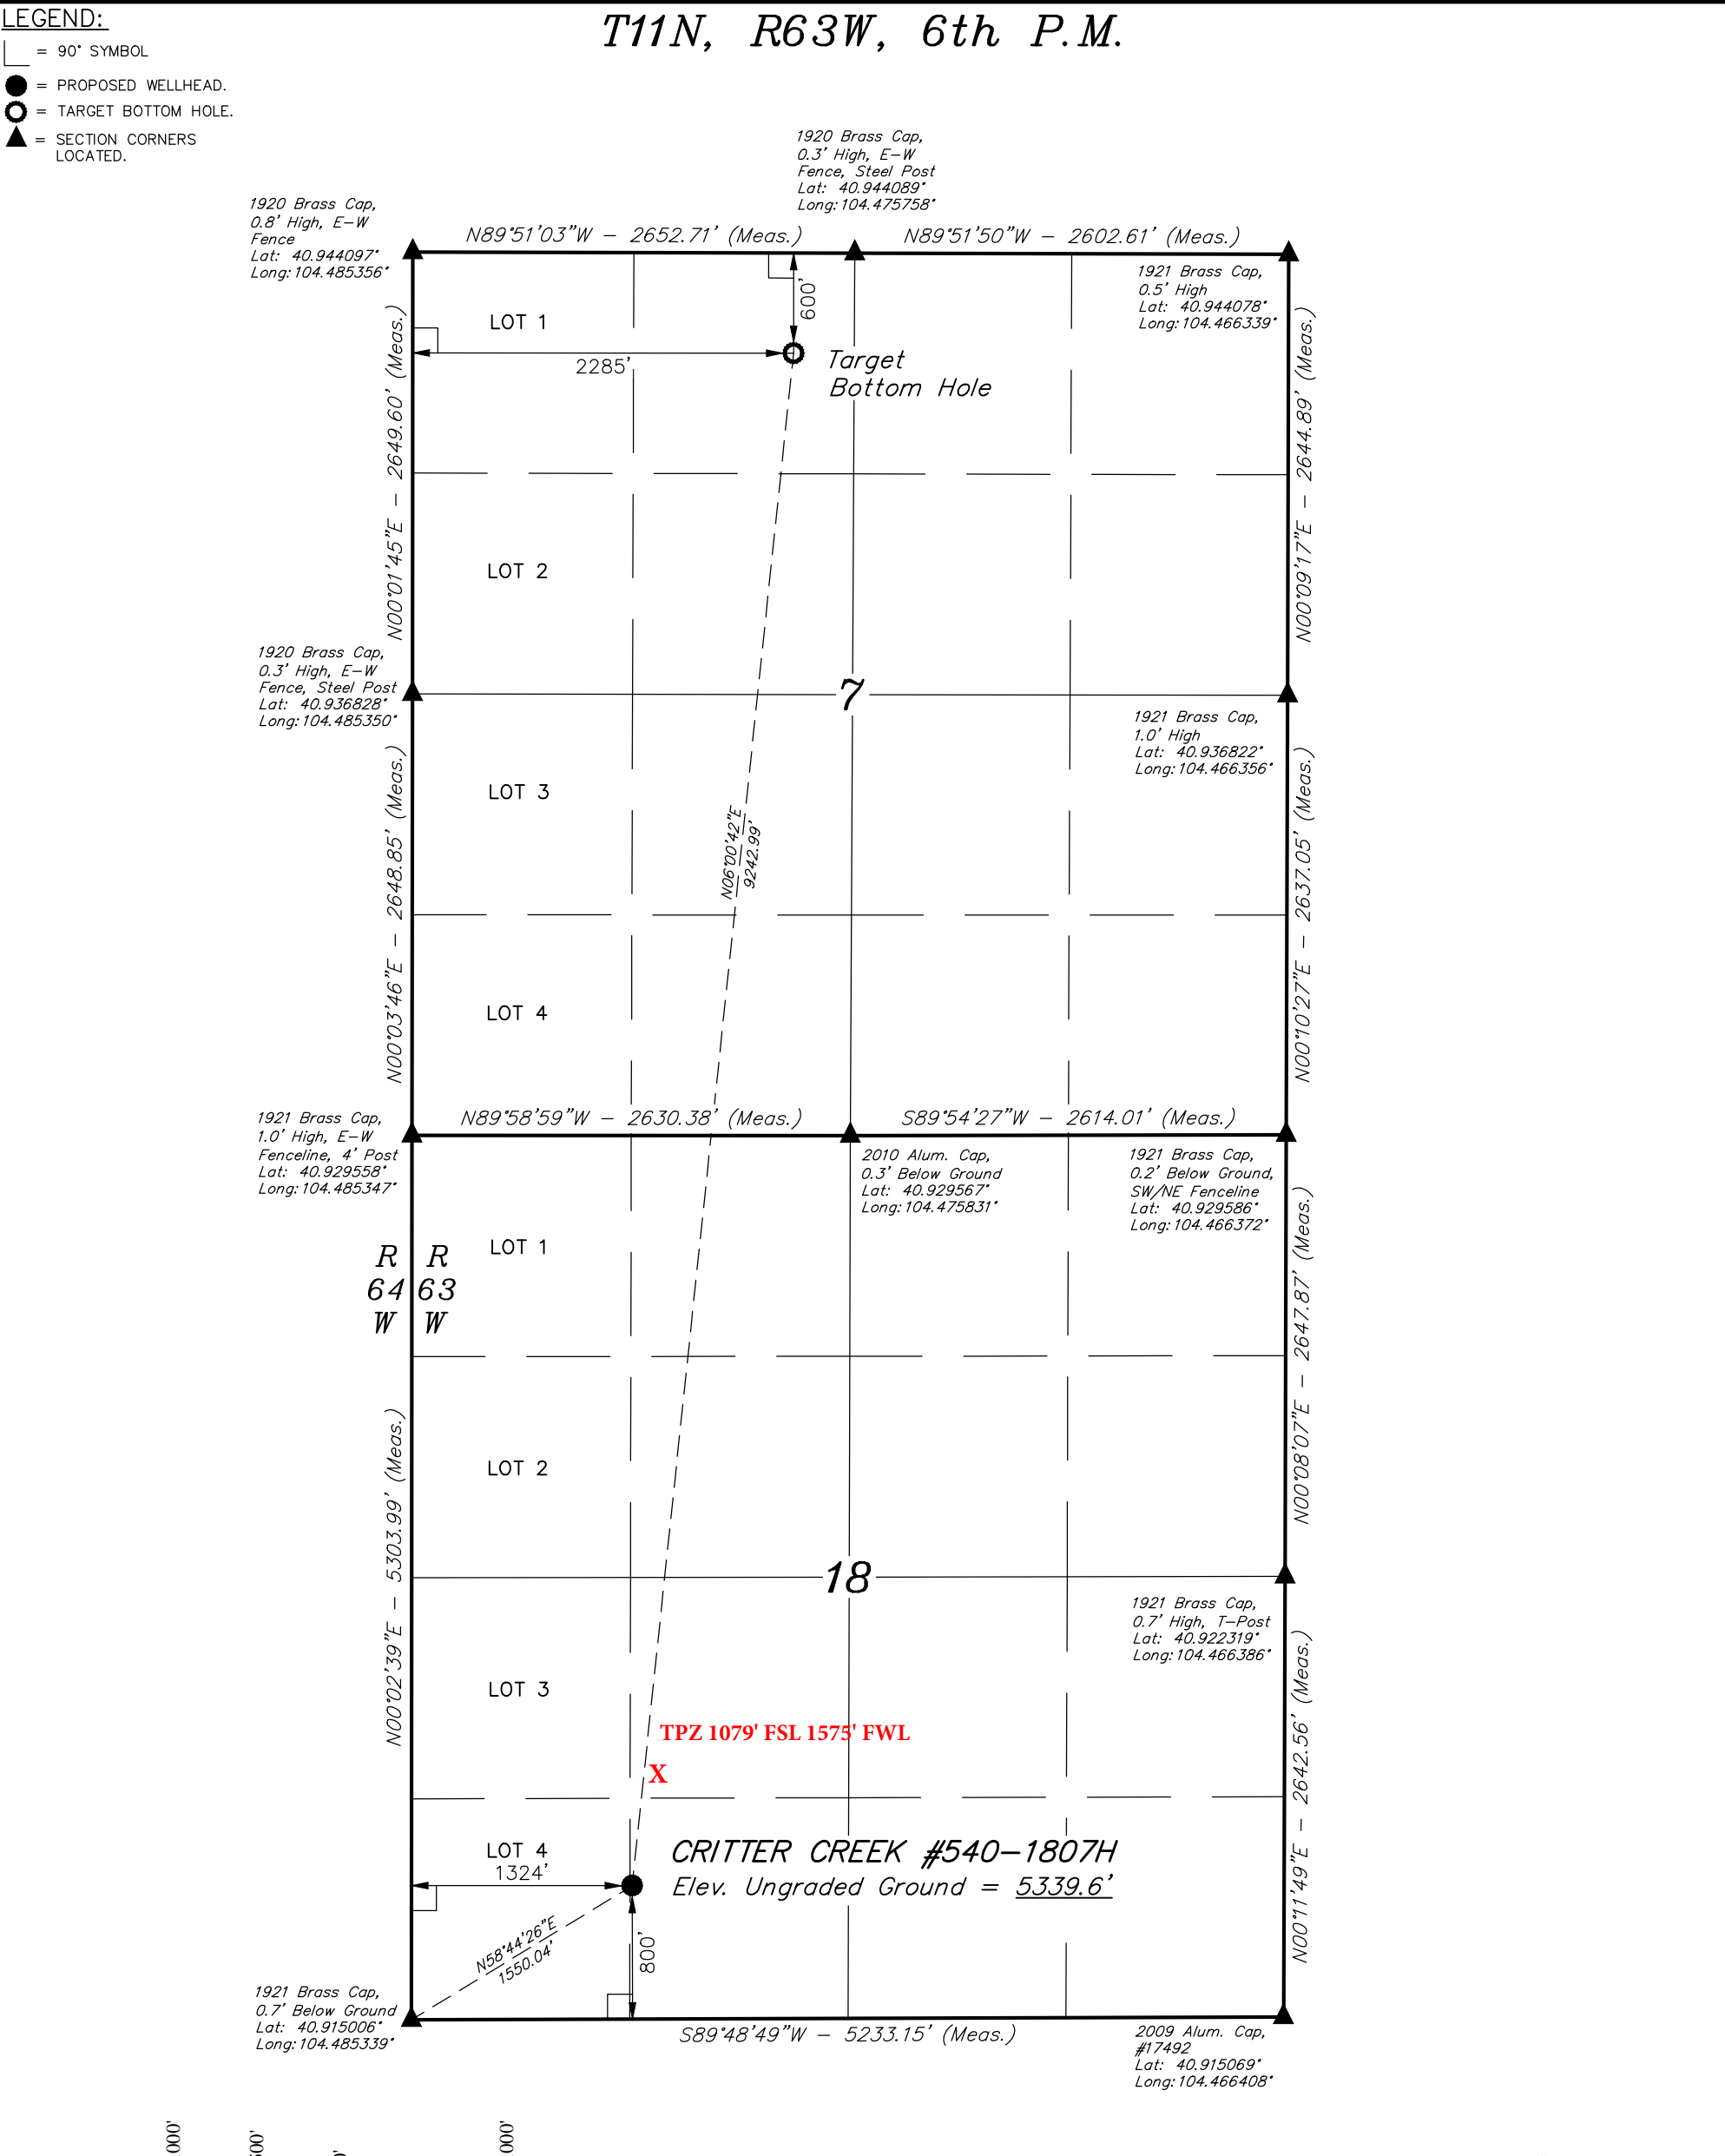 LEGEND:
= 90° SYMBOL
= PROPOSED WELLHEAD.
= TARGET BOTTOM HOLE.
= SECTION CORNERS
LOCATED.
T11N, R63W, 6th P.M.
1920 Brass Cap,
0.3' High, E-W
Fence, Steel Post
Lat: 40.944089°
Long: 104.475758°
1920 Brass Cap,
0.8' High, E-W
Fence
Lat: 40.944097°
Long: 104.485356°
N89°51'03"W - 2652.71' (Meas.)
N89°51'50"W - 2602.61' (Meas.)
1921 Brass Cap,
0.5' High
Lat: 40.944078°
Long: 104.466339°
600'
LOT 1
2285'
Target
Bottom Hole
N00°01'45"E - 2649.60' (Meas.)
N00°09'17"E - 2644.89' (Meas.)
LOT 2
1920 Brass Cap,
0.3' High, E-W
Fence, Steel Post
Lat: 40.936828°
Long: 104.485350°
7
1921 Brass Cap,
1.0' High
Lat: 40.936822°
Long: 104.466356°
LOT 3
N06°00'42"E
9242.99'
N00°03'46"E - 2648.85' (Meas.)
N00°10'27"E - 2637.05' (Meas.)
LOT 4
N89°58'59"W - 2630.38' (Meas.)
S89°54'27"W - 2614.01' (Meas.)
1921 Brass Cap,
1.0' High, E-W
Fenceline, 4' Post
Lat: 40.929558°
Long: 104.485347°
2010 Alum. Cap,
0.3' Below Ground
Lat: 40.929567°
Long: 104.475831°
1921 Brass Cap,
0.2' Below Ground,
SW/NE Fenceline
Lat: 40.929586°
Long: 104.466372°
R R
64 63
W W
LOT 1
N00°08'07"E - 2647.87' (Meas.)
LOT 2
N00°02'39"E - 5303.99' (Meas.)
18
1921 Brass Cap,
0.7' High, T-Post
Lat: 40.922319°
Long: 104.466386°
LOT 3
TPZ 1079' FSL 1575' FWL
X
N00°11'49"E - 2642.56' (Meas.)
LOT 4
1324'
CRITTER CREEK #540-1807H
Elev. Ungraded Ground = 5339.6'
N58°44'26"E
1550.04'
800'
1921 Brass Cap,
0.7' Below Ground
Lat: 40.915006°
Long: 104.485339°
S89°48'49"W - 5233.15' (Meas.)
2009 Alum. Cap,
#17492
Lat: 40.915069°
Long: 104.466408°
000'
000'